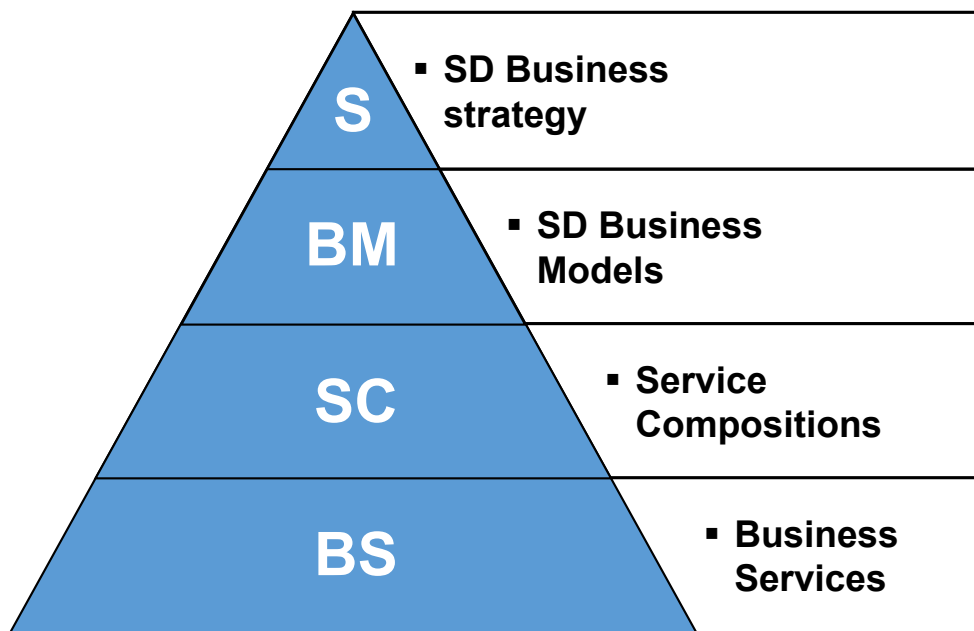 S
▪ SD Business
strategy
BM
▪ SD Business
Models
SC
▪ Service
Compositions
BS
▪ Business
Services